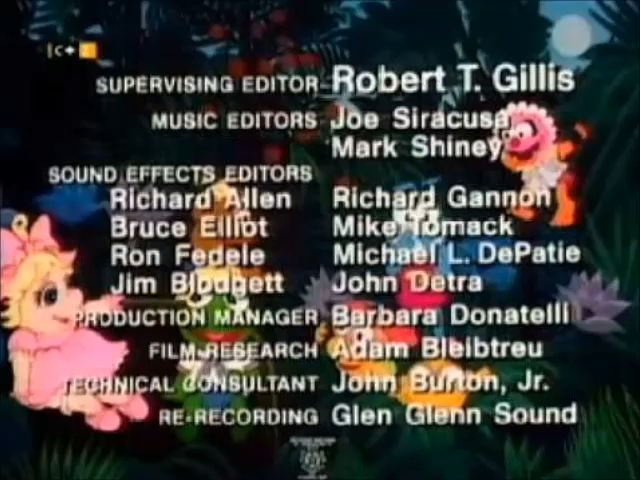 SUPERVISING EDITOR Robert T. Gillis
MUSIC EDITORS Joe Siracusa
Mark Shiney
SOUND EFFECTS EDITORS
Richard Allen Richard Gannon
Bruce Elliot Mike Tomack
Ron Fedele Michael L. DePatie
Jim Blodgett John Detra
PRODUCTION MANAGER Barbara Donatelli
FILM RESEARCH Adam Bleibtreu
TECHNICAL CONSULTANT John Burton, Jr.
RE-RECORDING Glen Glenn Sound